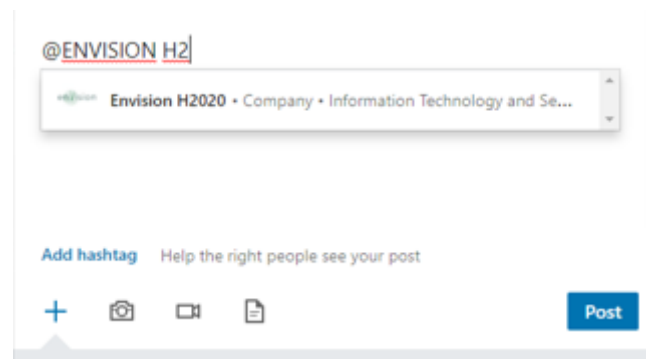 @ENVISION H2
Envision H2020 • Company • Information Technology and Se...
Add hashtag Help the right people see your post
Post